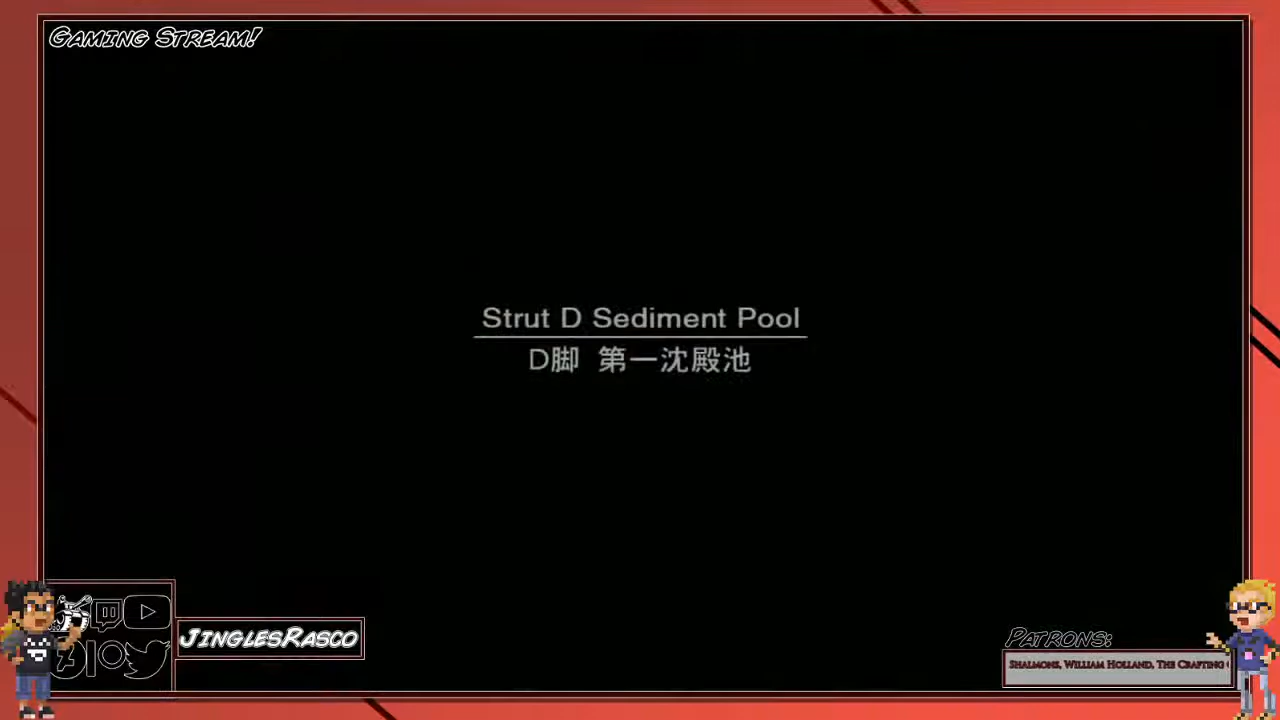 Gaming Stream!
Strut D Sediment Pool
D脚 第一沈殿池
JinglesRasco
Patrons:
Shalmons, William Holland, The Crafting